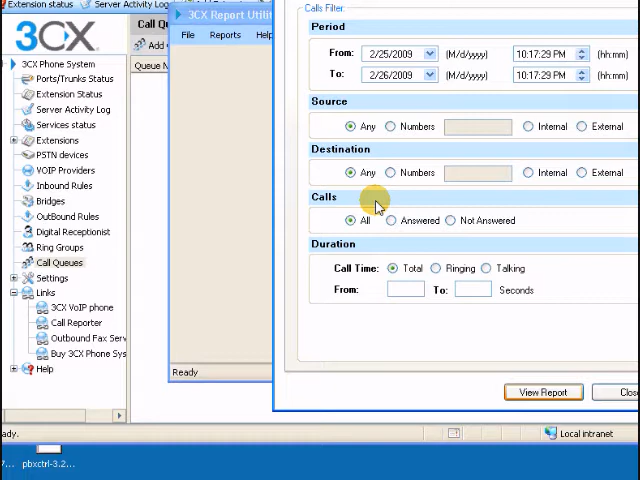 Extension status
Server Activity Log
3CX
3CX Phone System
Ports/Trunks Status
Extension Status
Server Activity Log
Services status
Extensions
PSTN devices
VOIP Providers
Inbound Rules
Bridges
OutBound Rules
Digital Receptionist
Ring Groups
Call Queues
Settings
Links
3CX VoIP phone
Call Reporter
Outbound Fax Serv
Buy 3CX Phone Sys
Help
Call Qu
Add
Queue N
3CX Report Utilit
File Reports Help
Ready
Calls Filter:
Period
From: 2/25/2009 (M/d/yyyy) 10:17:29 PM (hh:mm)
To: 2/26/2009 (M/d/yyyy) 10:17:29 PM (hh:mm)
Source
Any Numbers Internal External
Destination
Any Numbers Internal External
Calls
All Answered Not Answered
Duration
Call Time: Total Ringing Talking
From: To: Seconds
View Report Clos
ady.
Local intranet
7... pbxctrl-3.2...